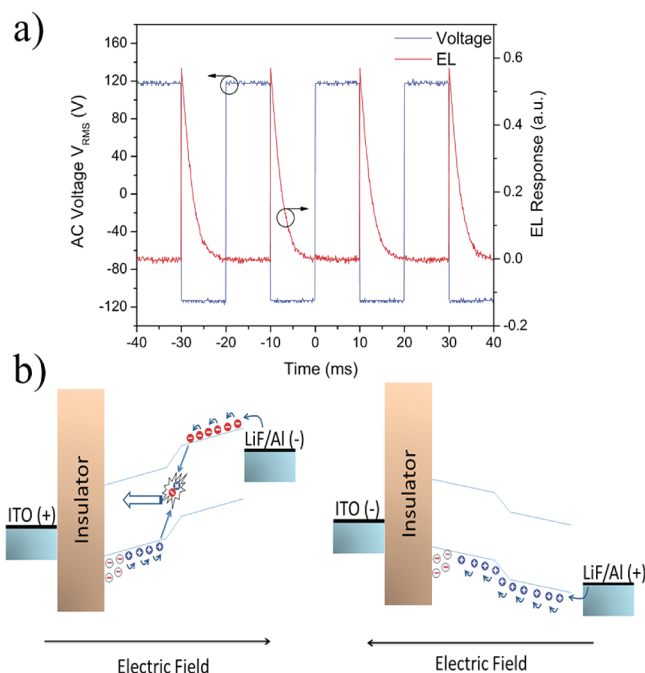 a)
Voltage
EL
AC Voltage V_RMS (V)
160
120
80
40
0
-40
-80
-120
0.6
0.4
0.2
0.0
-0.2
EL Response (a.u.)
-40 -30 -20 -10 0 10 20 30 40
Time (ms)
b)
Insulator
ITO (+)
LiF/Al (-)
Electric Field
Insulator
ITO (-)
LiF/Al (+)
Electric Field